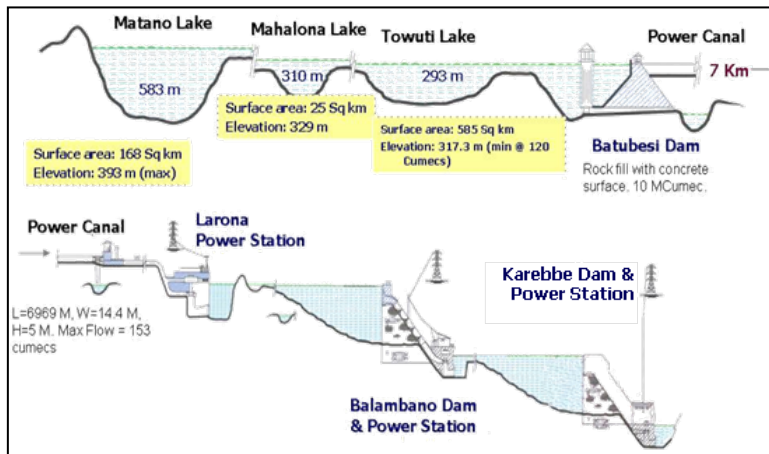 Matano Lake
Mahalona Lake
Towuti Lake
Power Canal
583 m
310 m
293 m
7 Km
Surface area: 25 Sq km
Elevation: 329 m
Surface area: 585 Sq km
Elevation: 317.3 m (min @ 120
Cumecs)
Surface area: 168 Sq km
Elevation: 393 m (max)
Batubesi Dam
Rock fill with concrete
surface. 10 MCumec.
Power Canal
Larona
Power Station
Karebbe Dam &
Power Station
L=6969 M, W=14.4 M,
H=5 M. Max Flow = 153
cumecs
Balambano Dam
& Power Station